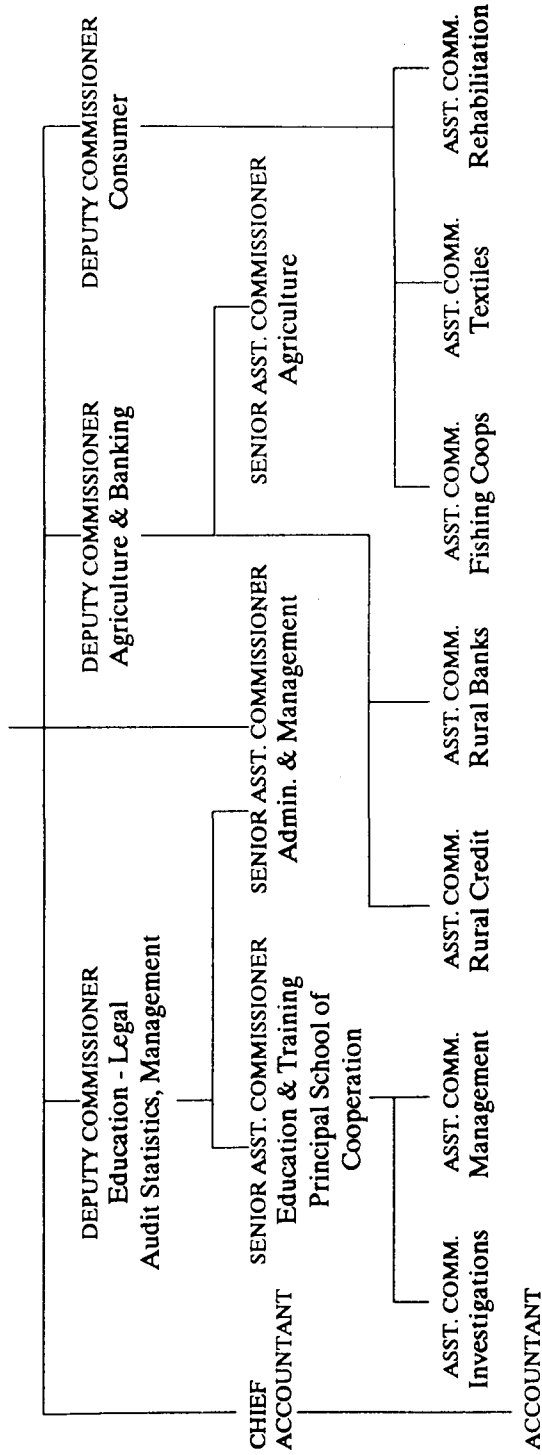 DEPUTY COMMISSIONER
Education - Legal
Audit Statistics, Management
DEPUTY COMMISSIONER
Agriculture & Banking
DEPUTY COMMISSIONER
Consumer
CHIEF
ACCOUNTANT
SENIOR ASST. COMMISSIONER
Education & Training
Principal School of
Cooperation
SENIOR ASST. COMMISSIONER
Admin. & Management
SENIOR ASST. COMMISSIONER
Agriculture
ASST. COMM.
Investigations
ASST. COMM.
Management
ASST. COMM.
Rural Credit
ASST. COMM.
Rural Banks
ASST. COMM.
Fishing Coops
ASST. COMM.
Textiles
ASST. COMM.
Rehabilitation
ACCOUNTANT